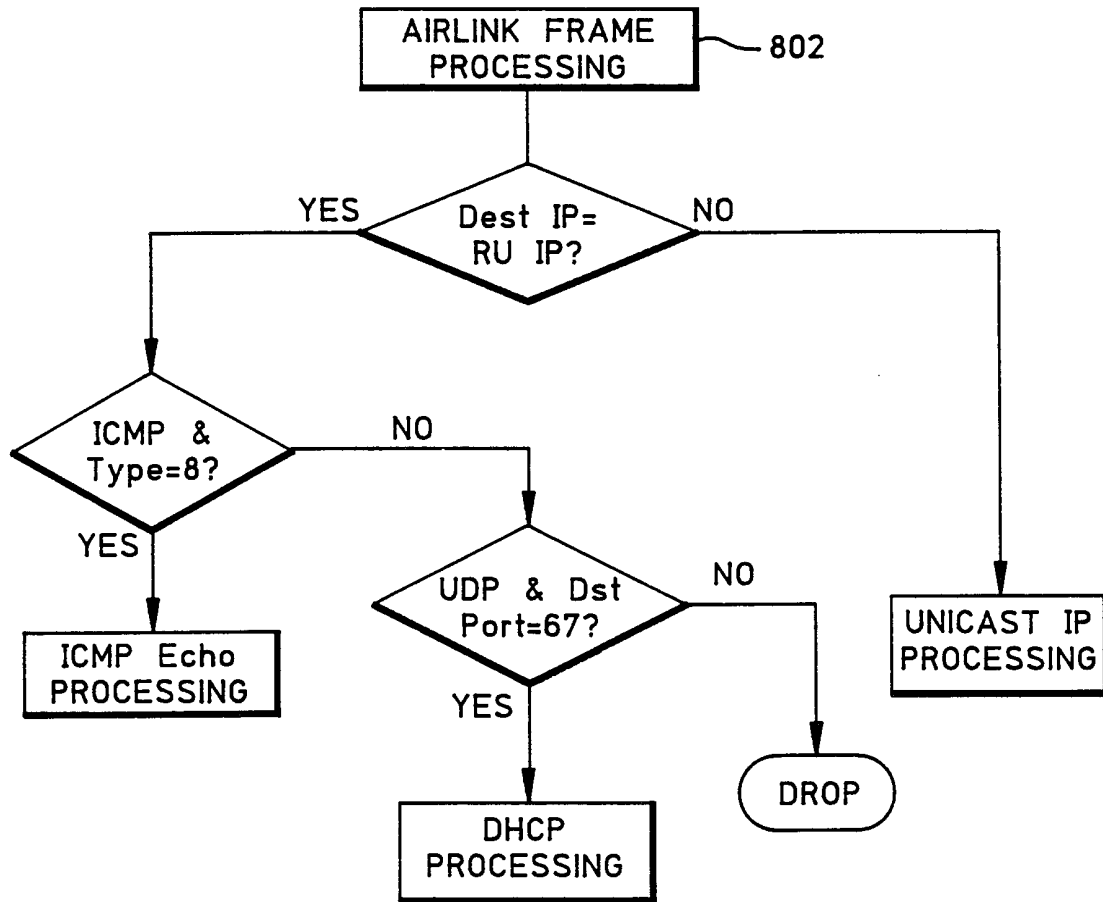 AIRLINK FRAME
PROCESSING
802
YES
Dest IP=
RU IP?
NO
ICMP &
Type=8?
NO
YES
UDP & Dst
Port=67?
NO
UNICAST IP
PROCESSING
ICMP Echo
PROCESSING
YES
DROP
DHCP
PROCESSING